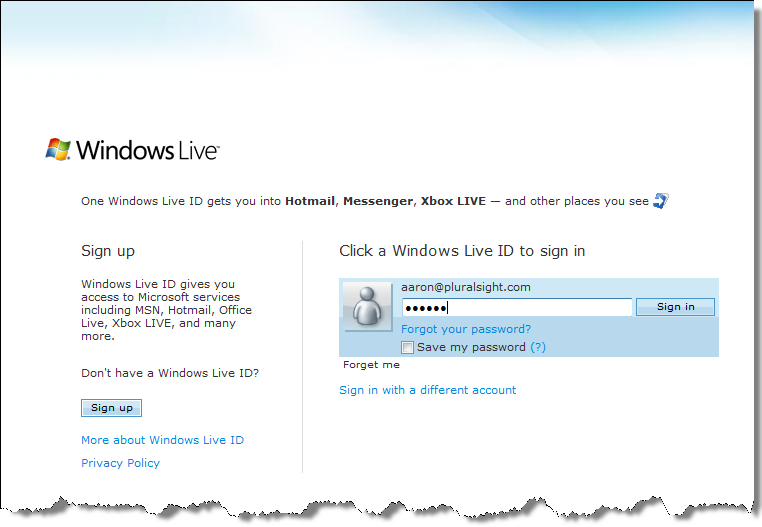 Windows Live™
One Windows Live ID gets you into Hotmail, Messenger, Xbox LIVE — and other places you see
Sign up
Windows Live ID gives you
access to Microsoft services
including MSN, Hotmail, Office
Live, Xbox LIVE, and many
more.
Don't have a Windows Live ID?
Sign up
More about Windows Live ID
Privacy Policy
Click a Windows Live ID to sign in
aaron@pluralsight.com
●●●●●●
Sign in
Forgot your password?
Save my password (?)
Forget me
Sign in with a different account